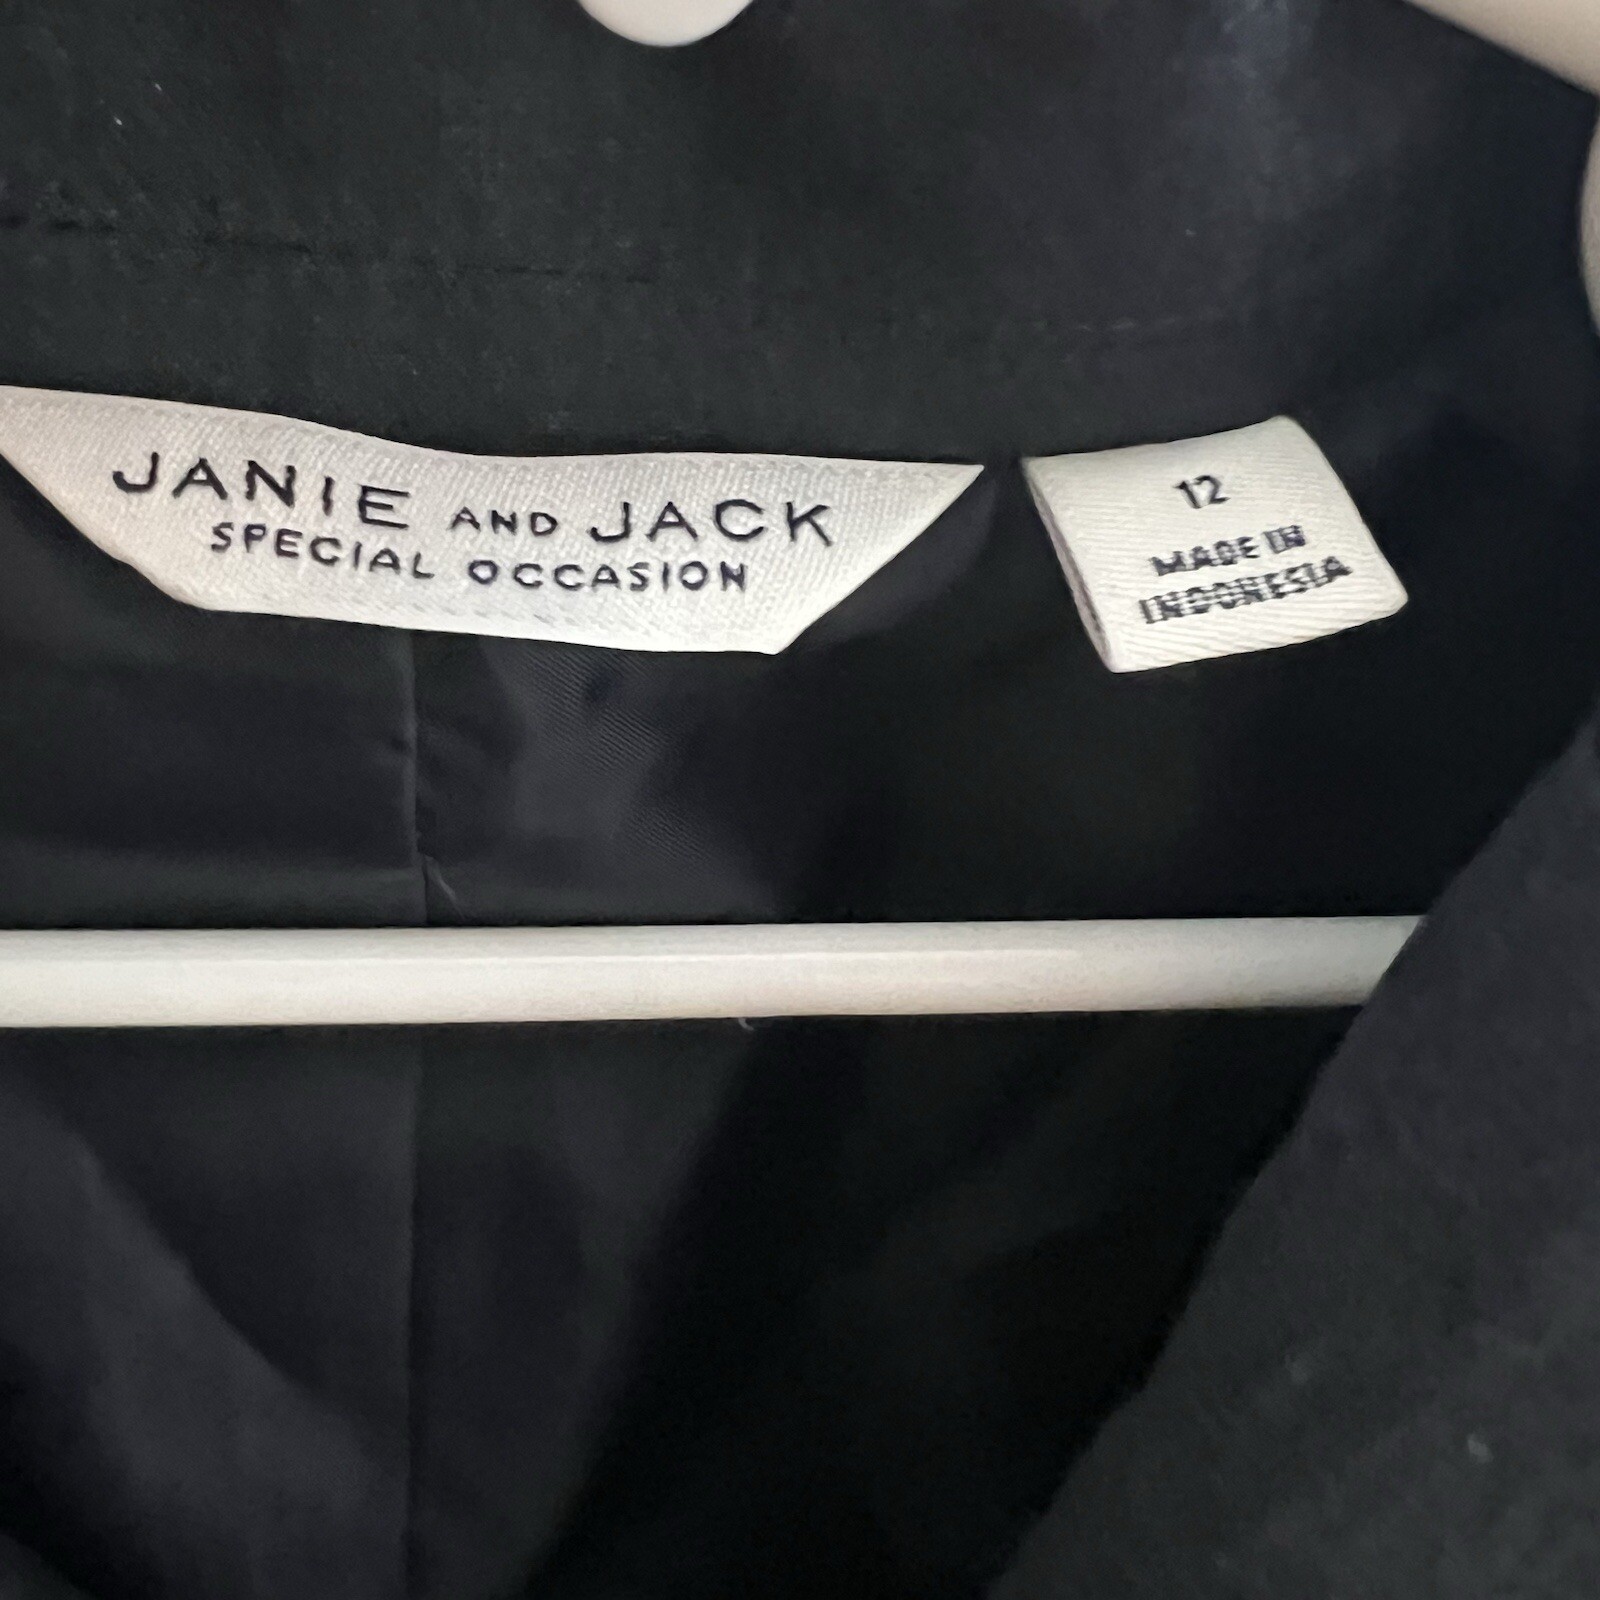 JANIE AND JACK
SPECIAL OCCASION
12
MADE IN
INDONESIA